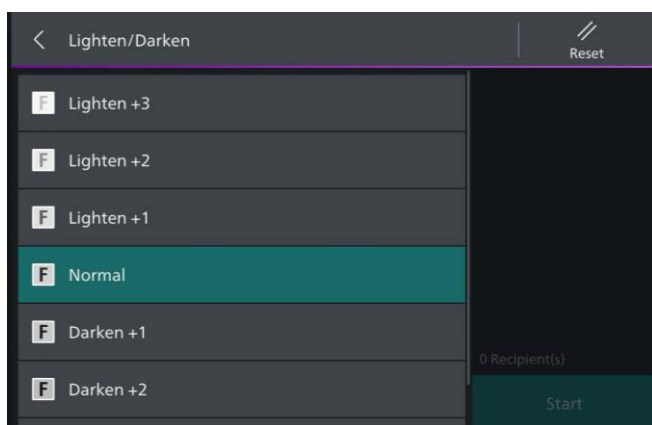 Lighten/Darken
Reset
F Lighten +3
F Lighten +2
F Lighten +1
F Normal
F Darken +1
F Darken +2
0 Recipient(s)
Start